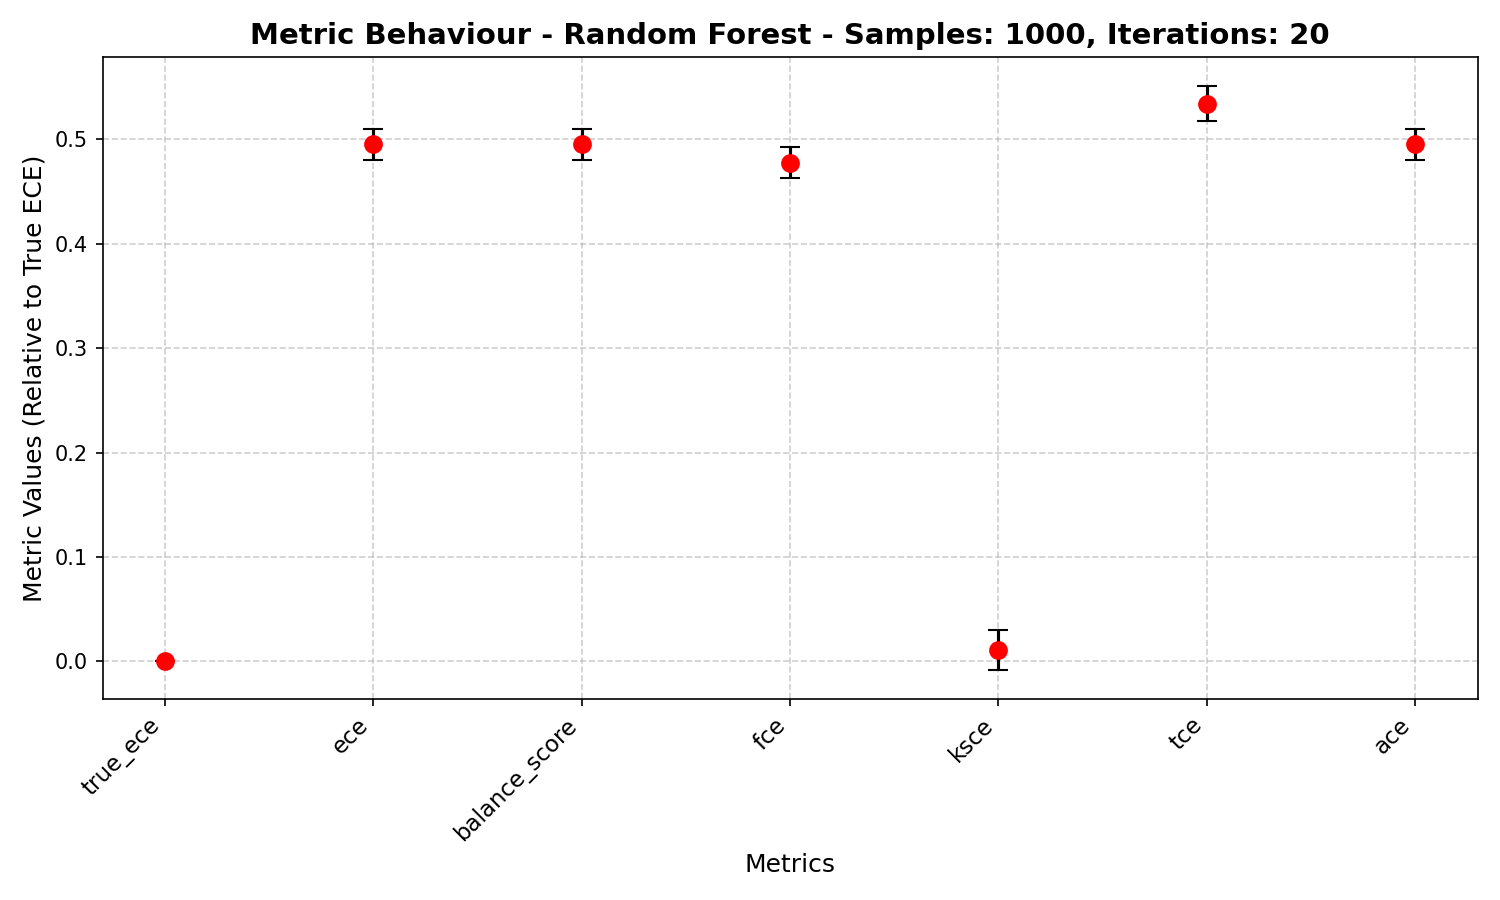 Metric Behaviour - Random Forest - Samples: 1000, Iterations: 20
Metric Values (Relative to True ECE)
0.5
0.4
0.3
0.2
0.1
0.0
true_ece
ece
balance_score
fce
ksce
tce
ace
Metrics